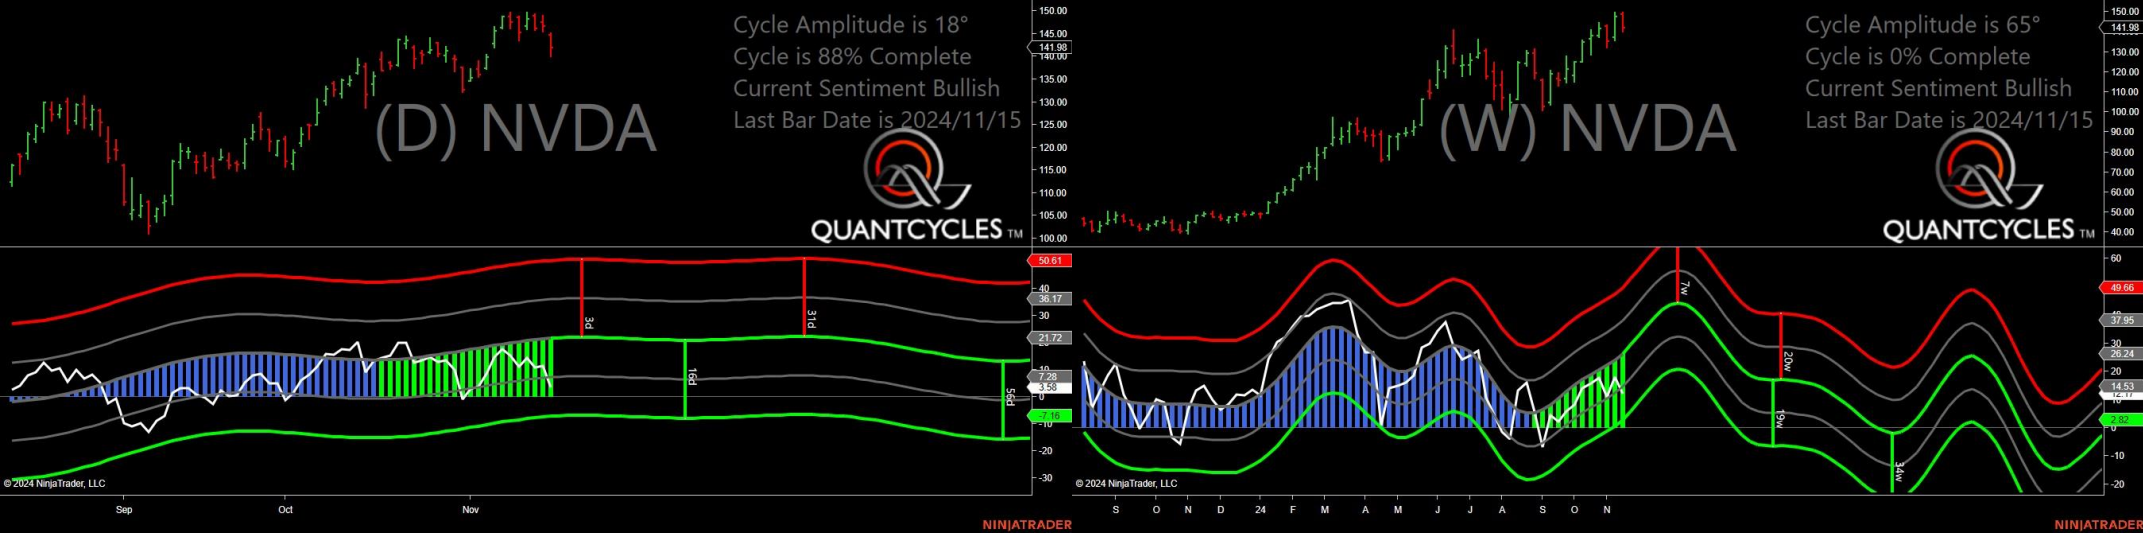 Cycle Amplitude is 18°
Cycle is 88% Complete
Current Sentiment Bullish
Last Bar Date is 2024/11/15
(D) NVDA
QUANTCYCLES TM
150.00
145.00
141.98
140.00
135.00
130.00
125.00
120.00
115.00
110.00
105.00
100.00
50.61
40
36.17
30
21.72
10
7.28
3.58
0
-7.16
-10
-20
-30
3d
16d
31d
56d
© 2024 NinjaTrader, LLC
Sep
Oct
Nov
NINJATRADER
Cycle Amplitude is 65°
Cycle is 0% Complete
Current Sentiment Bullish
Last Bar Date is 2024/11/15
(W) NVDA
QUANTCYCLES TM
150.00
141.98
130.00
120.00
110.00
100.00
90.00
80.00
70.00
60.00
50.00
40.00
60
49.66
37.95
30
26.24
20
14.53
12.17
10
2.82
0
-10
-20
7w
20w
19w
34w
© 2024 NinjaTrader, LLC
S O N D 24 F M A M J J A S O N
NINJATRADER